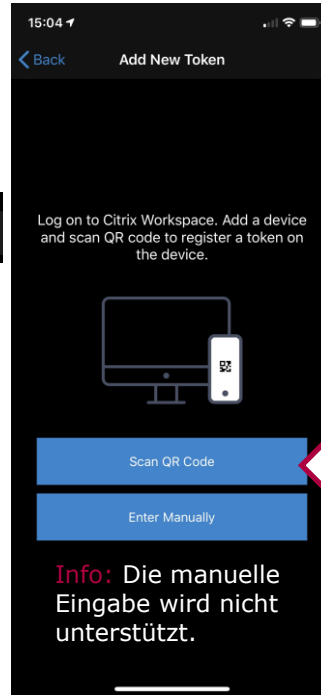 15:04
Back
Add New Token
Log on to Citrix Workspace. Add a device
and scan QR code to register a token on
the device.
Scan QR Code
Enter Manually
Info: Die manuelle
Eingabe wird nicht
unterstützt.